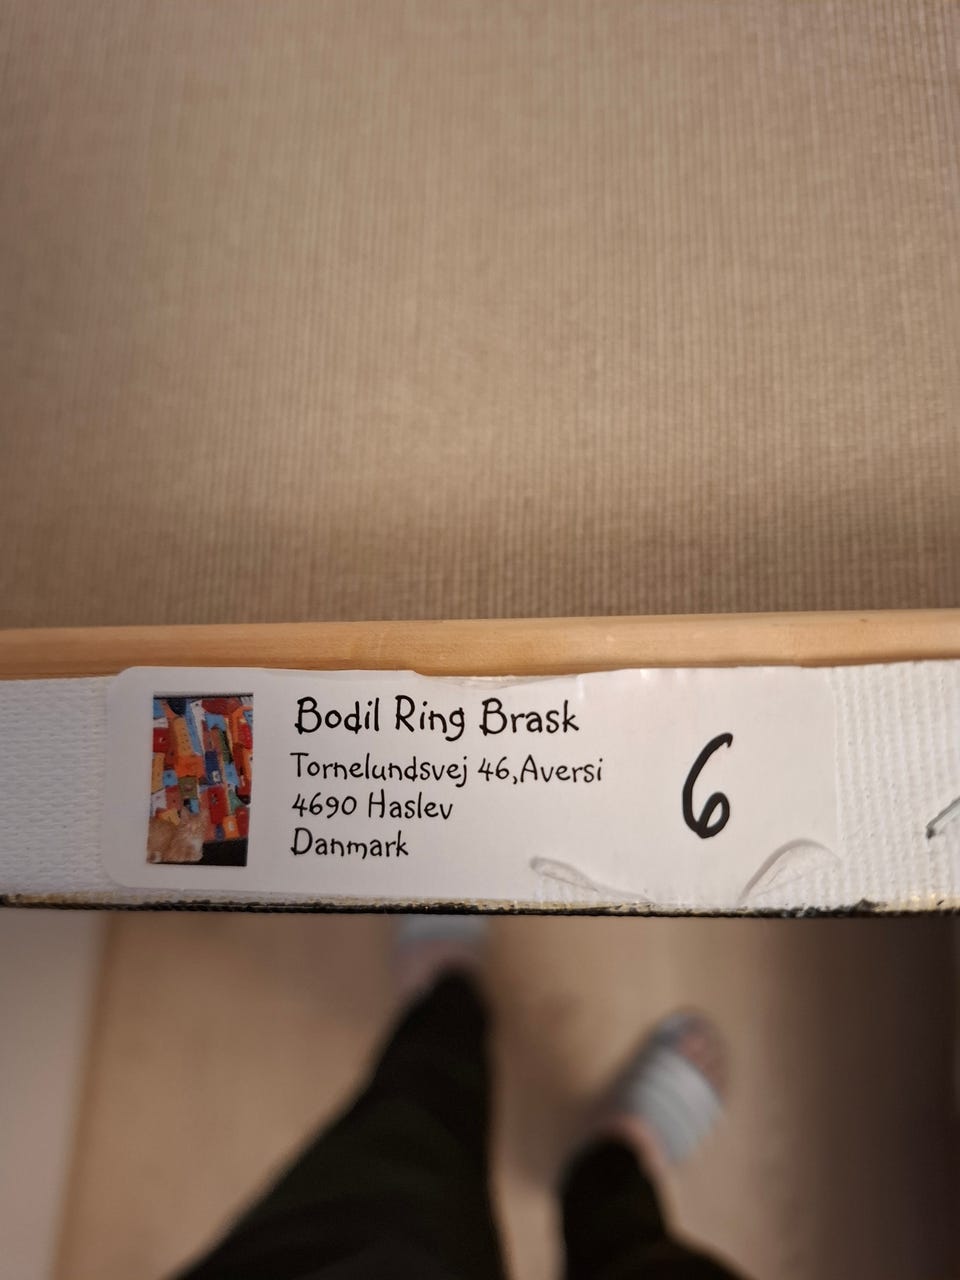 Bodil Ring Brask
Tornelundsvej 46,Aversi
4690 Haslev
Danmark
6